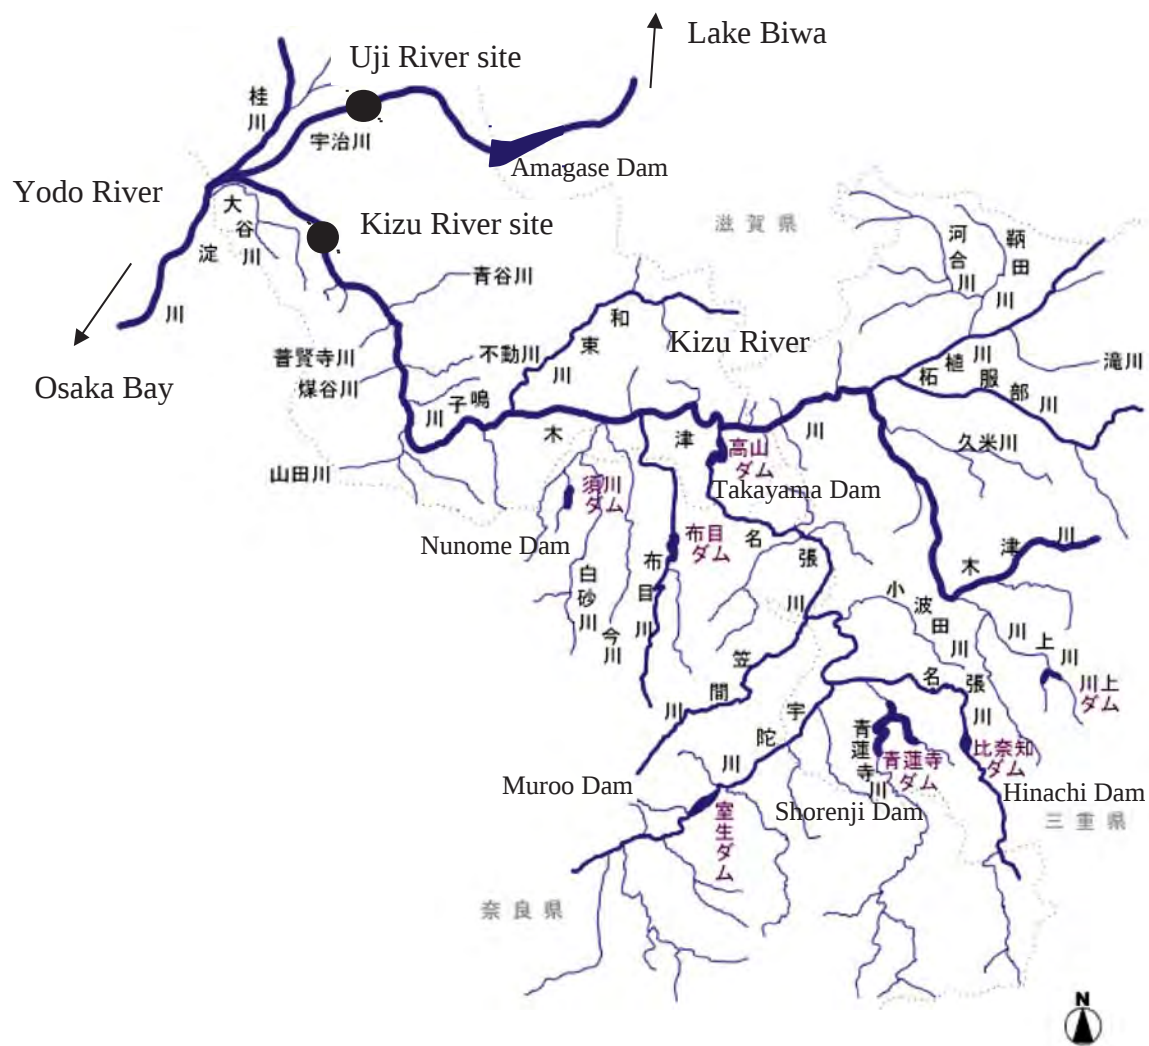 Lake Biwa
Uji River site
桂川
宇治川
Amagase Dam
Yodo River
大谷川
Kizu River site
滋賀県
淀川
河合川
鞆田川
青谷川
和束川
Kizu River
Osaka Bay
普賢寺川
不動川
煤谷川
鳴子川
柘植川
滝川
服部川
木津川
久米川
山田川
須川ダム
高山ダム
Takayama Dam
Nunome Dam
布目ダム
名張川
木津川
白砂川
布目川
今川
小波田川
川上川
笠間川
名張川
川上ダム
宇陀川
青蓮寺川
青蓮寺ダム
比奈知ダム
Muroo Dam
Shorenji Dam
Hinachi Dam
室生ダム
三重県
奈良県
N